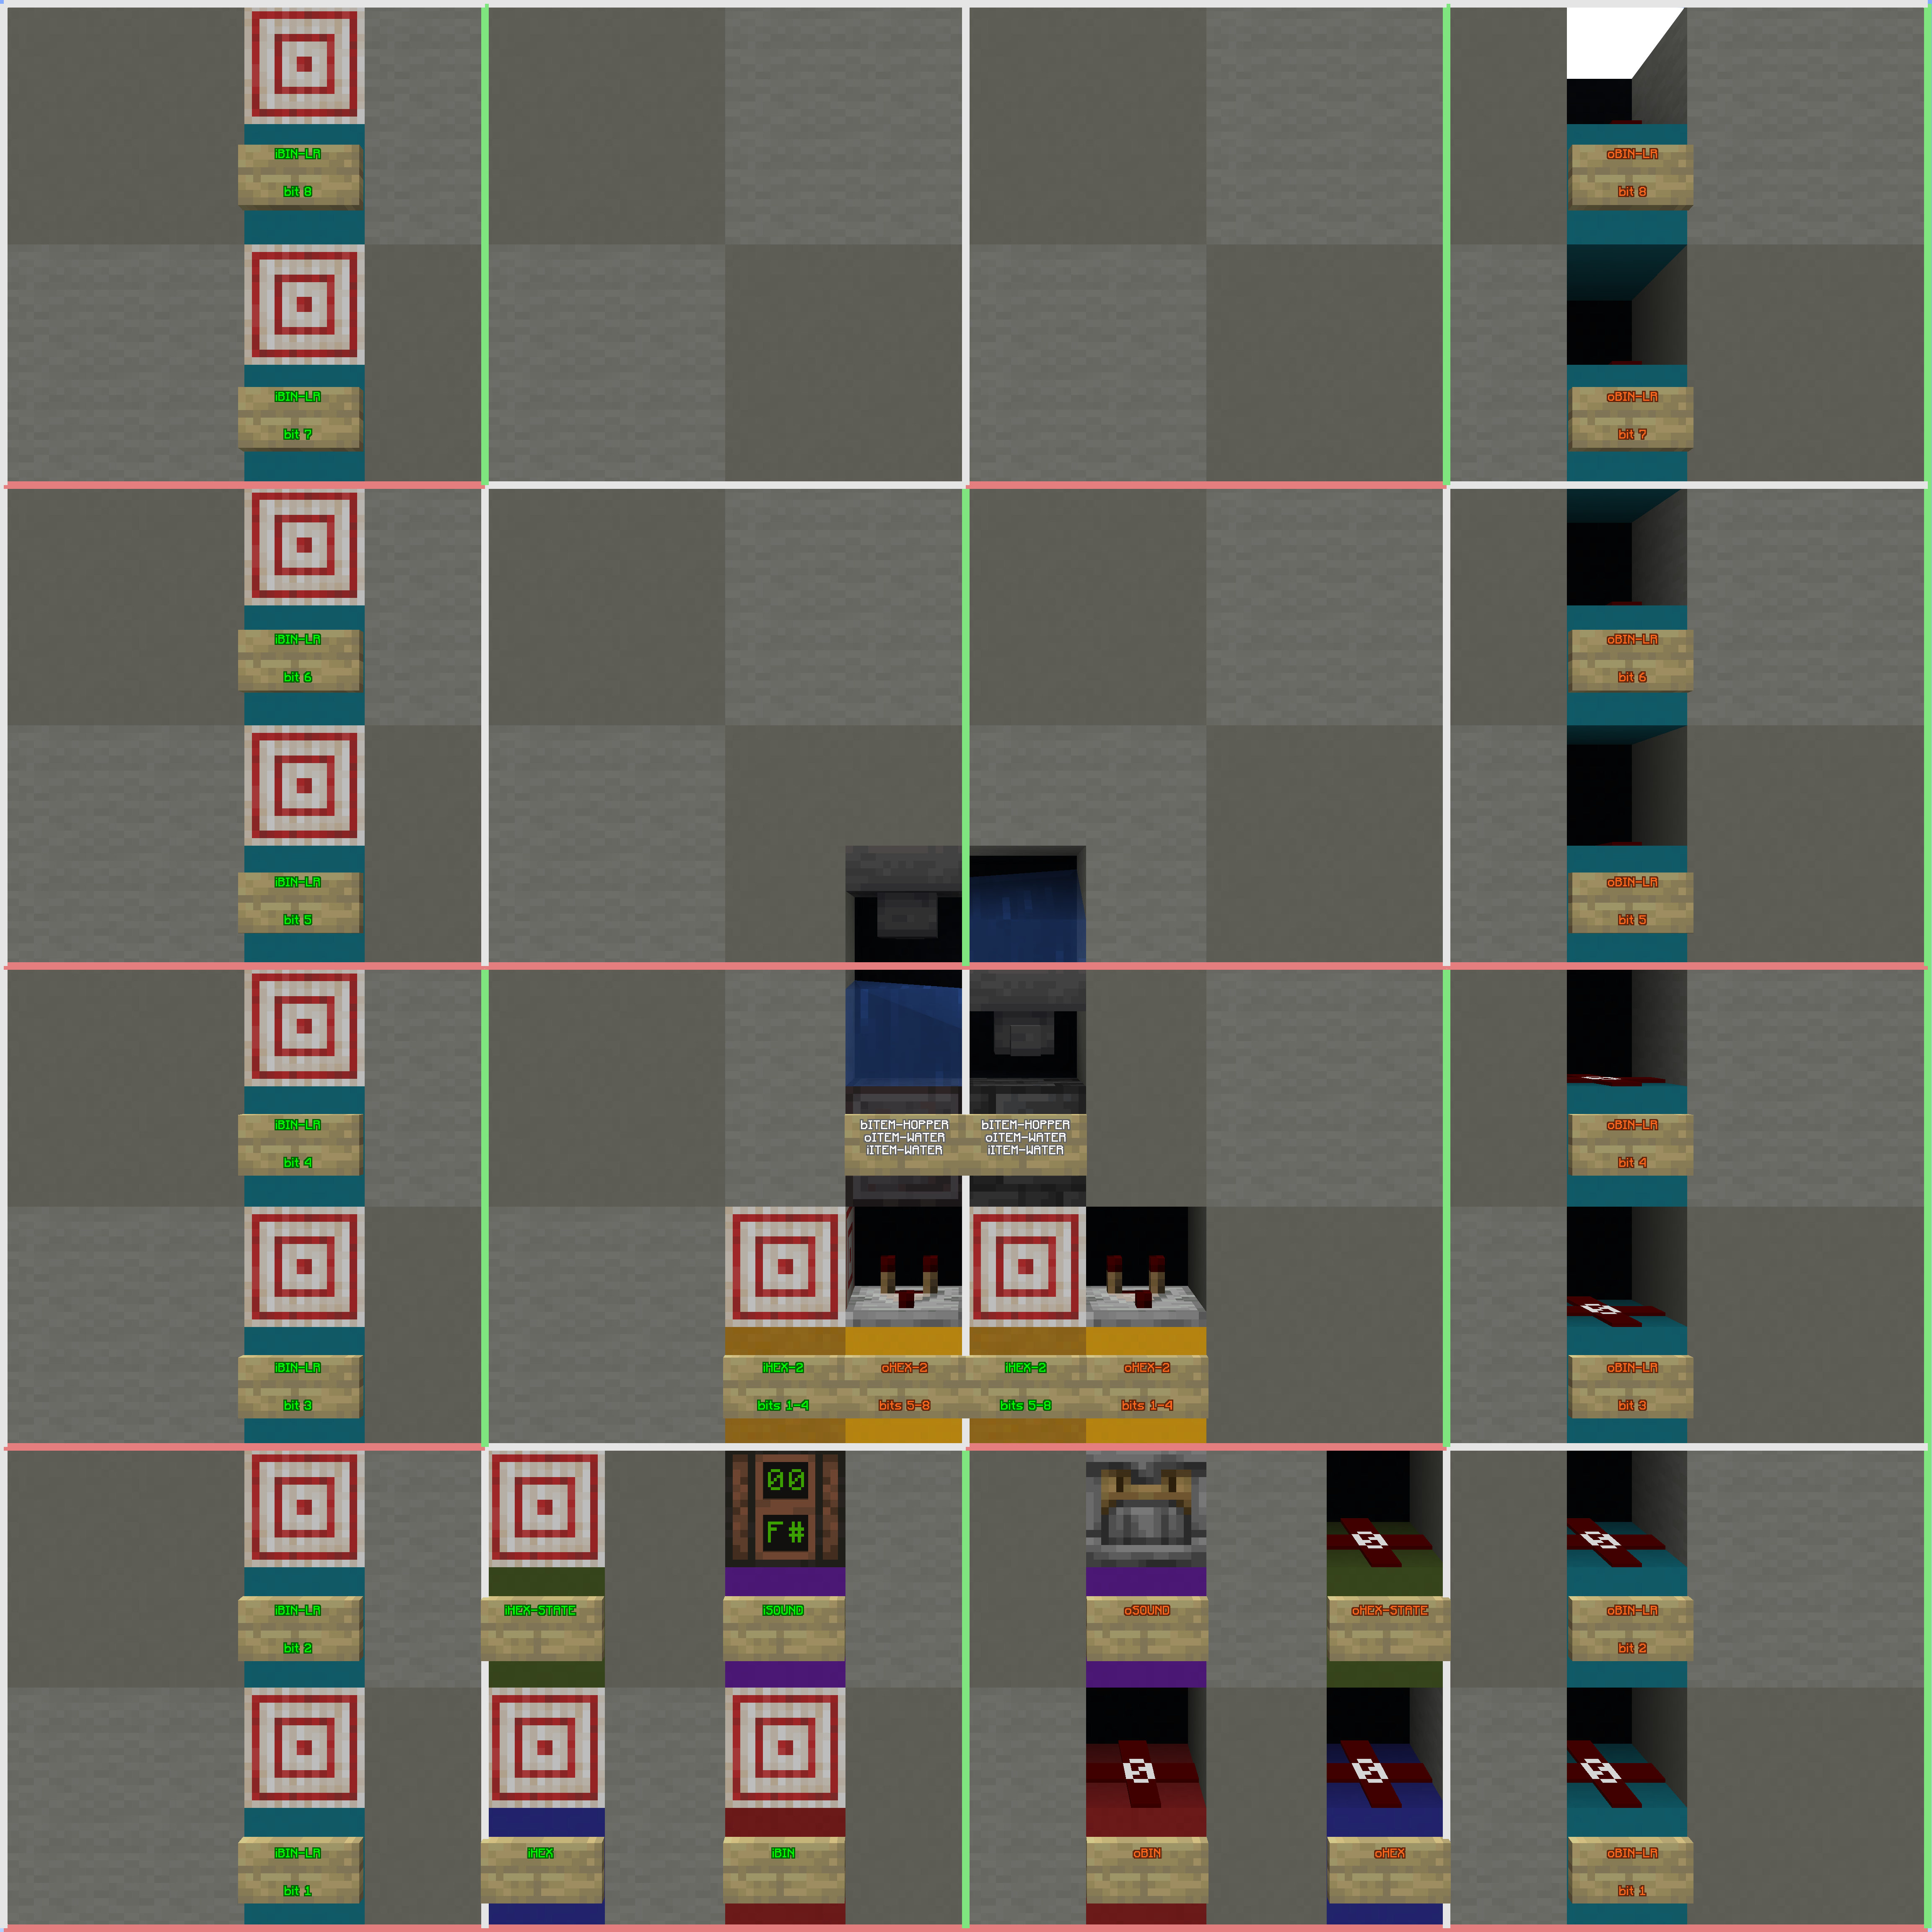 iBIN-LA
bit 8
oBIN-LA
bit 8
iBIN-LA
bit 7
oBIN-LA
bit 7
iBIN-LA
bit 6
oBIN-LA
bit 6
iBIN-LA
bit 5
oBIN-LA
bit 5
iBIN-LA
bit 4
bITEM-HOPPER
oITEM-WATER
iITEM-WATER
bITEM-HOPPER
oITEM-WATER
iITEM-WATER
oBIN-LA
bit 4
iBIN-LA
bit 3
iHEX-2
bits 1-4
oHEX-2
bits 5-8
iHEX-2
bits 5-8
oHEX-2
bits 1-4
oBIN-LA
bit 3
00
F#
iBIN-LA
bit 2
iHEX-STATE
iSOUND
oSOUND
oHEX-STATE
oBIN-LA
bit 2
iBIN-LA
bit 1
iHEX
iBIN
oBIN
oHEX
oBIN-LA
bit 1